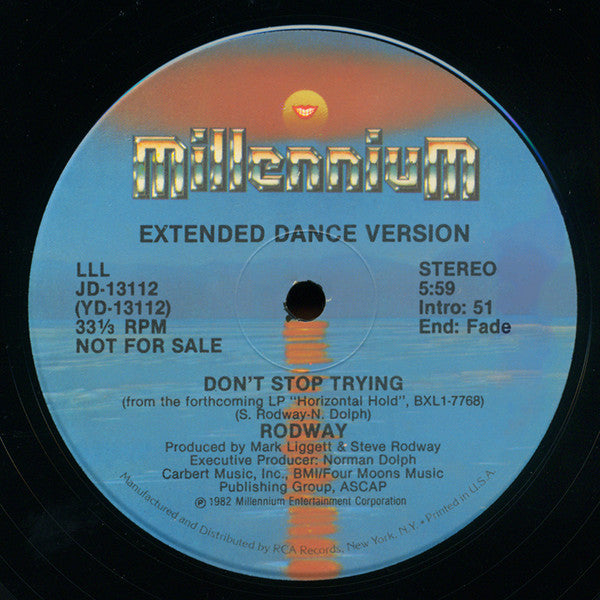 millenniuM
EXTENDED DANCE VERSION
LLL
JD-13112
(YD-13112)
33⅓ RPM
NOT FOR SALE
STEREO
5:59
Intro: 51
End: Fade
DON'T STOP TRYING
(from the forthcoming LP "Horizontal Hold", BXL1-7768)
(S. Rodway-N. Dolph)
RODWAY
Produced by Mark Liggett & Steve Rodway
Executive Producer: Norman Dolph
Carbert Music, Inc., BMI/Four Moons Music
Publishing Group, ASCAP
℗ 1982 Millennium Entertainment Corporation
Manufactured and Distributed by RCA Records, New York, N.Y. • Printed in U.S.A.